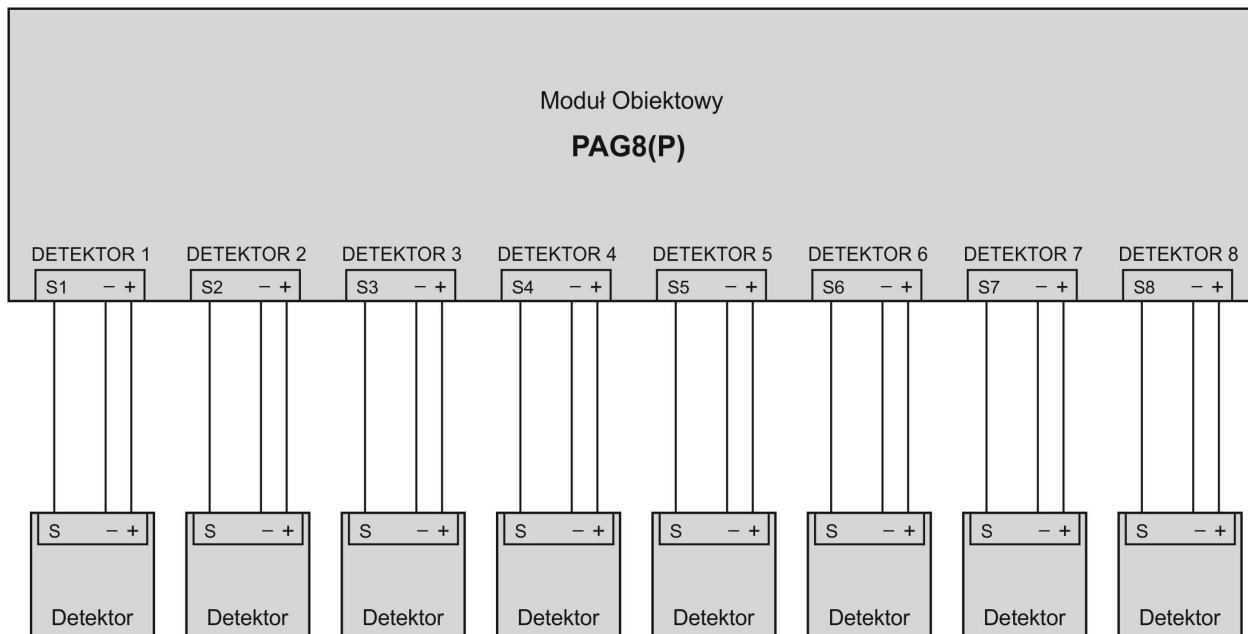 Moduł Obiektowy
PAG8(P)
DETEKTOR 1 DETEKTOR 2 DETEKTOR 3 DETEKTOR 4 DETEKTOR 5 DETEKTOR 6 DETEKTOR 7 DETEKTOR 8
S1 – + S2 – + S3 – + S4 – + S5 – + S6 – + S7 – + S8 – +
S – + S – + S – + S – + S – + S – + S – + S – +
Detektor Detektor Detektor Detektor Detektor Detektor Detektor Detektor